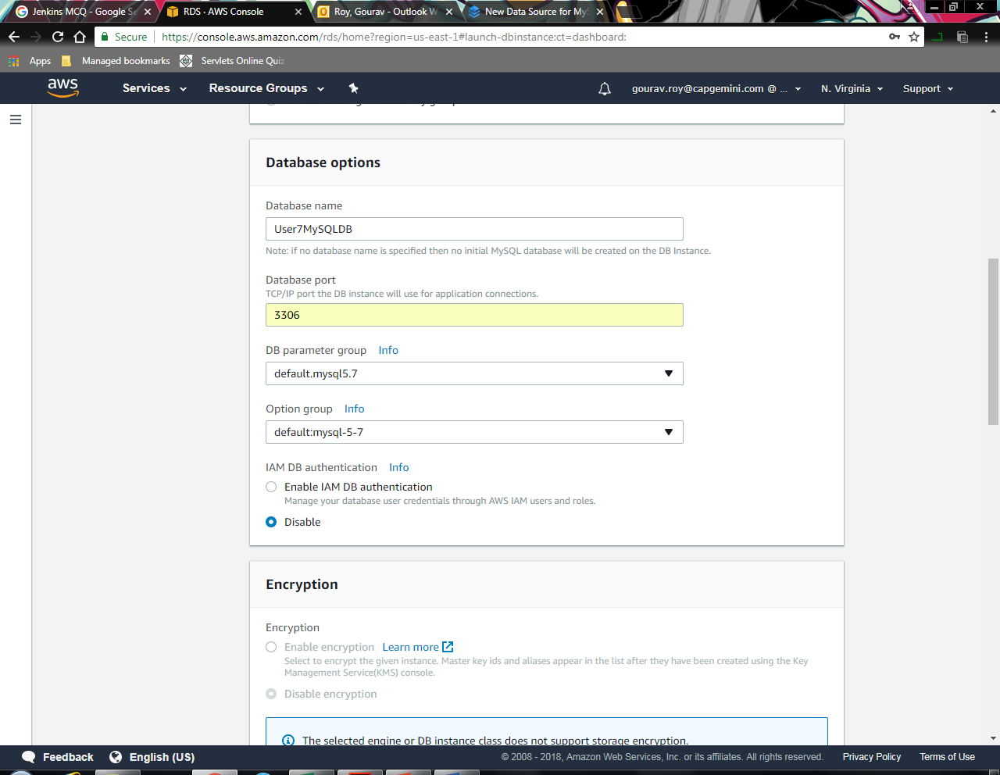 Jenkins MCQ - Google Se
RDS · AWS Console
Roy, Gourav - Outlook W
New Data Source for MyS
Secure
https://console.aws.amazon.com/rds/home?region=us-east-1#launch-dbinstance:ct=dashboard:
Apps
Managed bookmarks
Servlets Online Quiz
aws
Services
Resource Groups
gourav.roy@capgemini.com @ ...
N. Virginia
Support
Database options
Database name
User7MySQLDB
Note: if no database name is specified then no initial MySQL database will be created on the DB Instance.
Database port
TCP/IP port the DB instance will use for application connections.
3306
DB parameter group Info
default.mysql5.7
Option group Info
default:mysql-5-7
IAM DB authentication Info
Enable IAM DB authentication
Manage your database user credentials through AWS IAM users and roles.
Disable
Encryption
Encryption
Enable encryption Learn more
Select to encrypt the given instance. Master key ids and aliases appear in the list after they have been created using the Key
Management Service(KMS) console.
Disable encryption
The selected engine or DB instance class does not support storage encryption.
Feedback
English (US)
© 2008 - 2018, Amazon Web Services, Inc. or its affiliates. All rights reserved.
Privacy Policy
Terms of Use